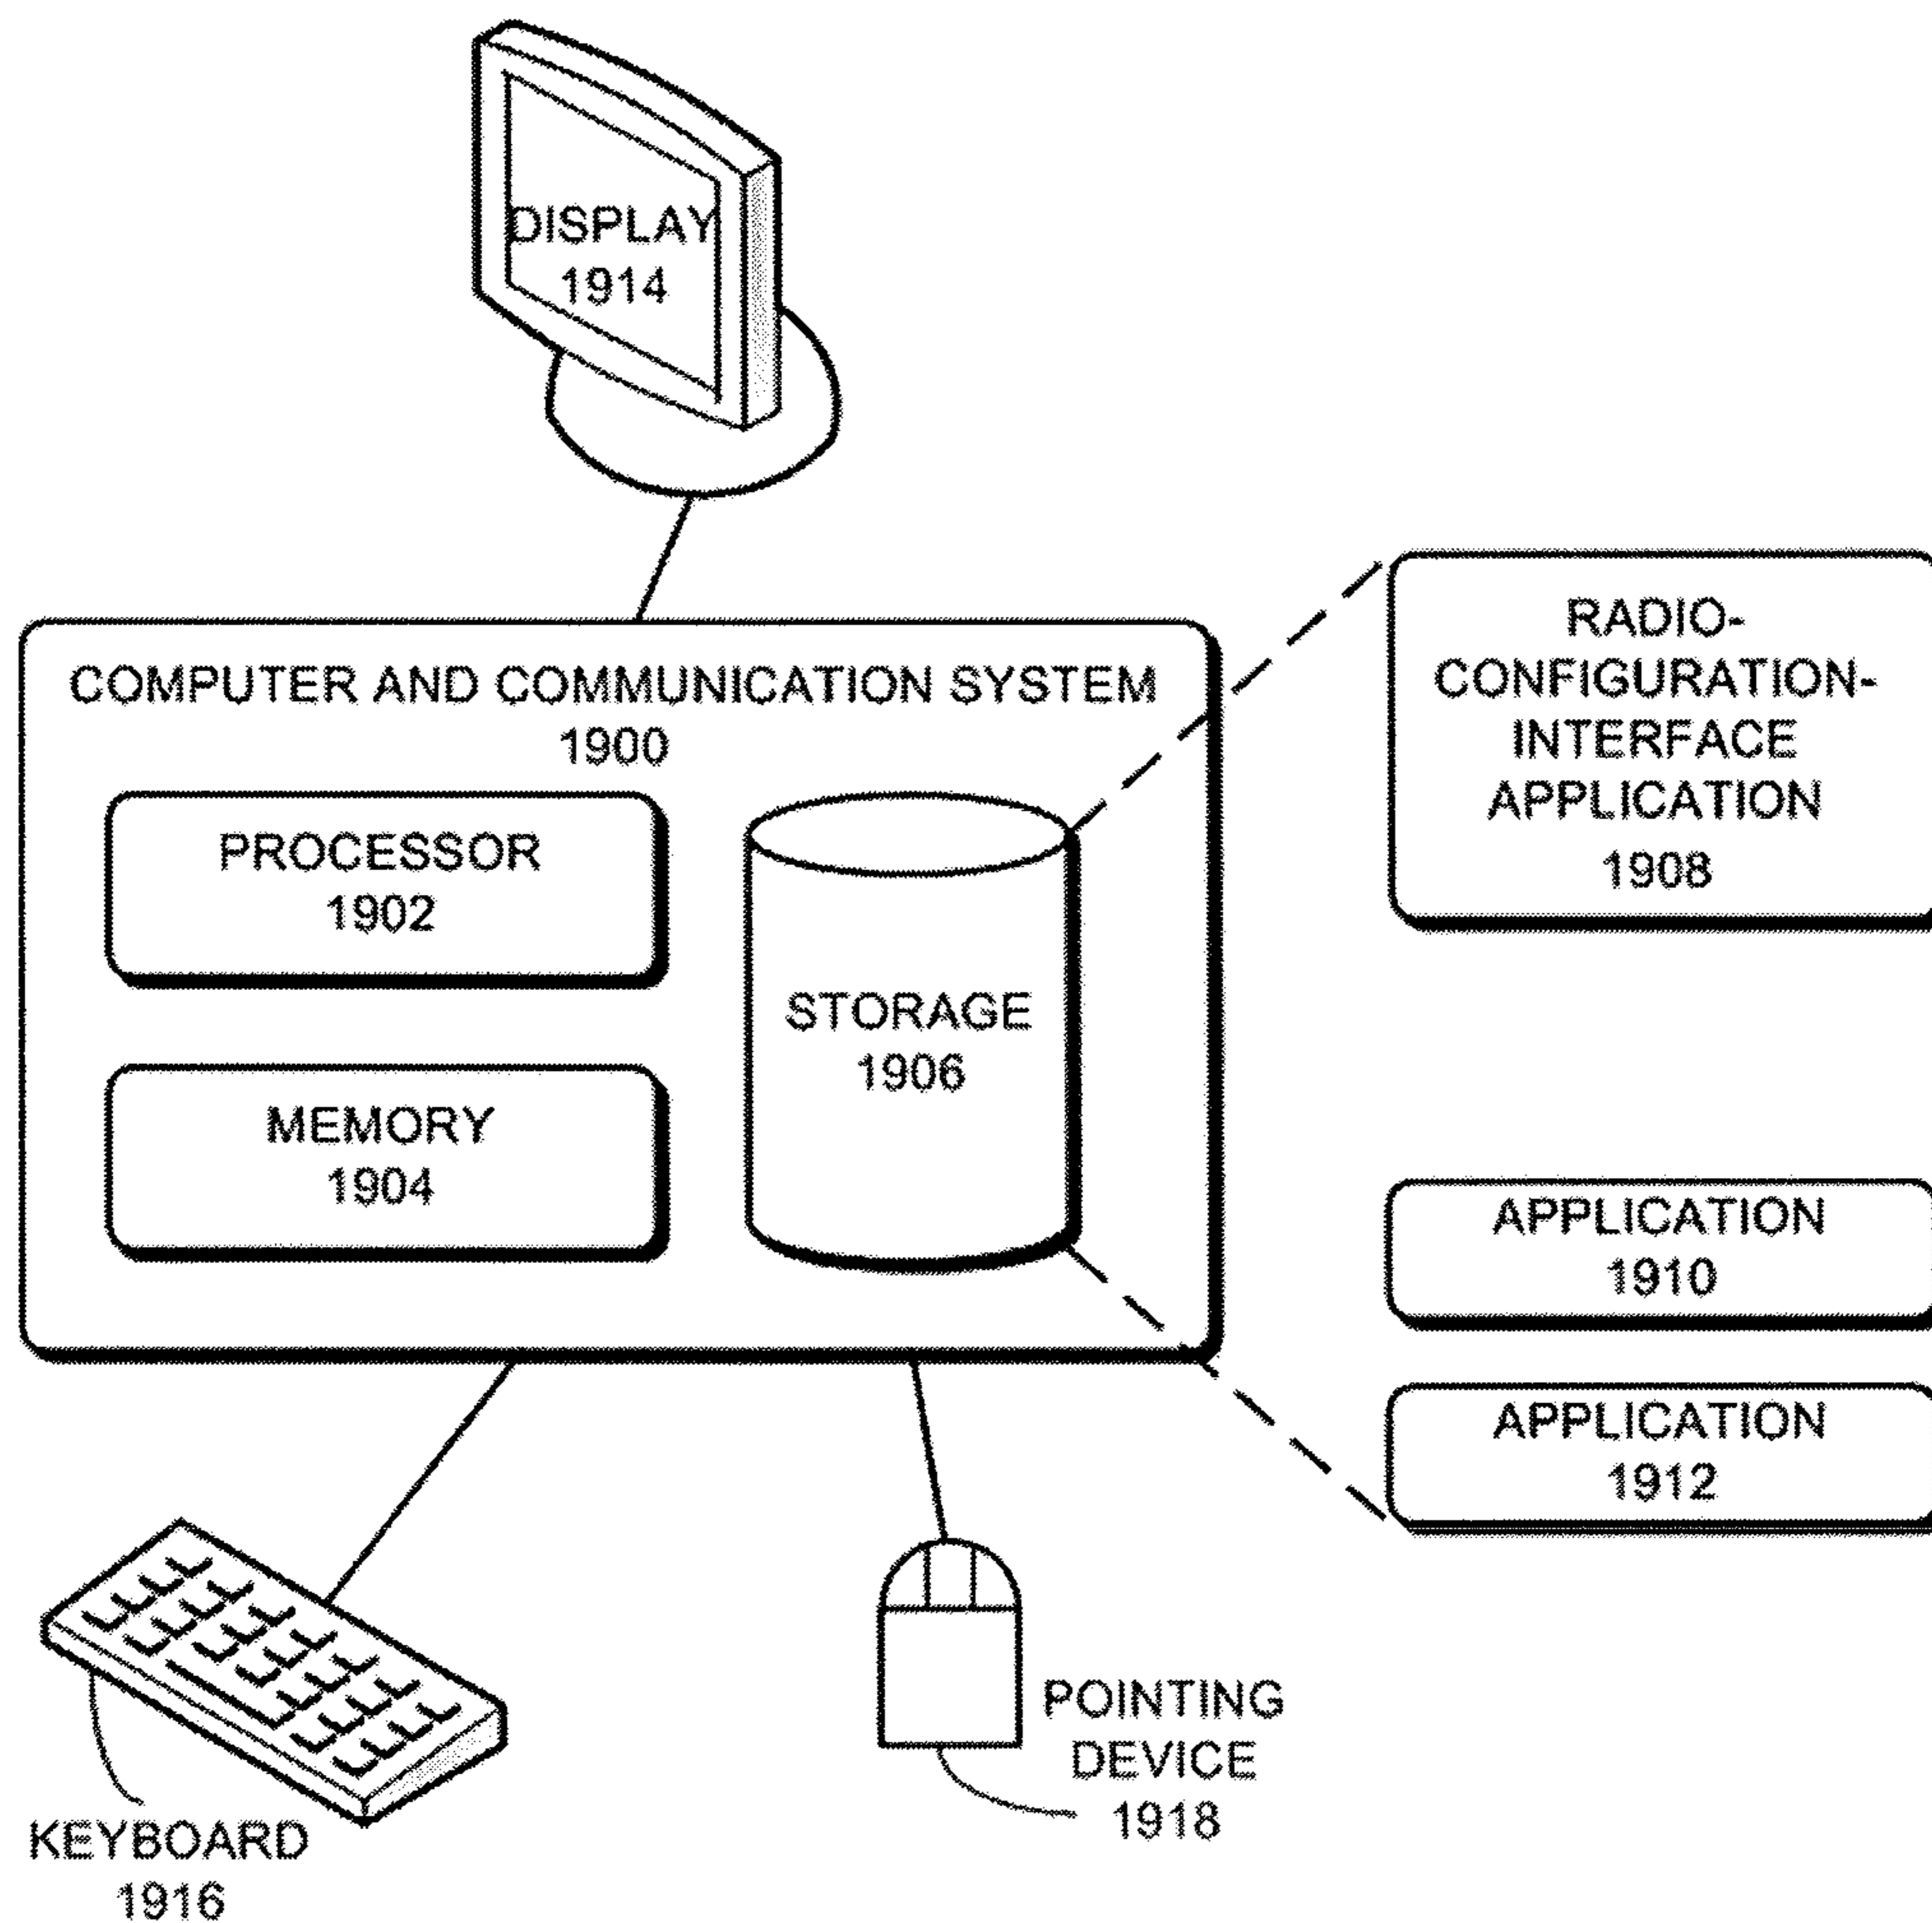 DISPLAY
1914
COMPUTER AND COMMUNICATION SYSTEM
1900
PROCESSOR
1902
MEMORY
1904
STORAGE
1906
RADIO-
CONFIGURATION-
INTERFACE
APPLICATION
1908
APPLICATION
1910
APPLICATION
1912
KEYBOARD
1916
POINTING
DEVICE
1918